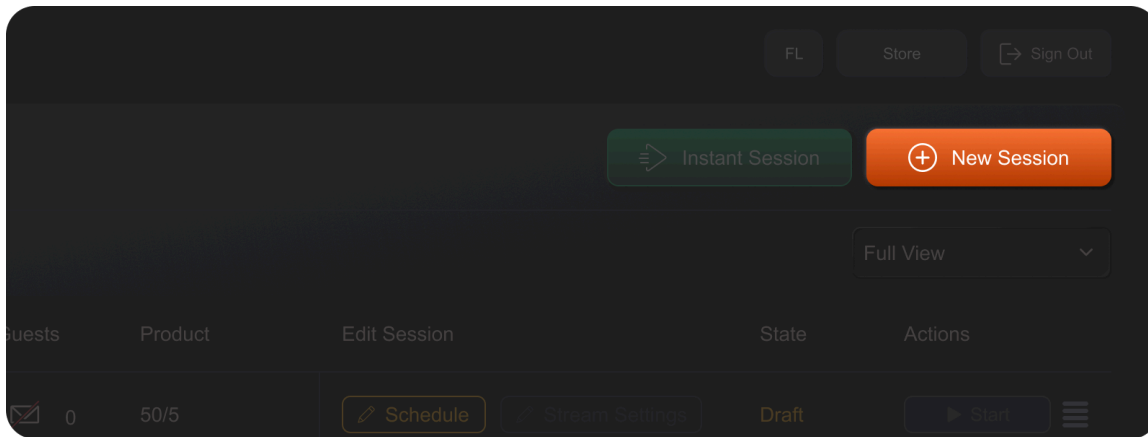 FL Store Sign Out
Instant Session New Session
Full View
Guests Product Edit Session State Actions
0 50/5 Schedule Stream Settings Draft Start